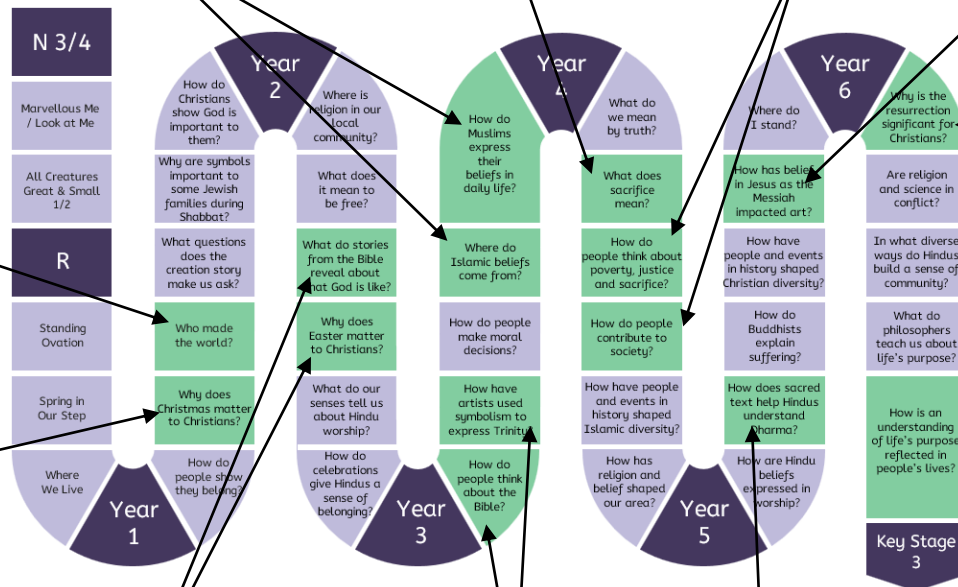 N 3/4
Marvellous Me
/ Look at Me
All Creatures
Great & Small
1/2
R
Standing
Ovation
Spring in
Our Step
Where
We Live
Year
1
How do
people show
they belong?
Why does
Christmas matter
to Christians?
Who made
the world?
What questions
does the
creation story
make us ask?
Why are symbols
important to
some Jewish
families during
Shabbat?
How do
Christians
show God is
important to
them?
Year
2
Where is
religion in our
local
community?
What does
it mean to
be free?
What do stories
from the Bible
reveal about
what God is like?
Why does
Easter matter
to Christians?
What do our
senses tell us
about Hindu
worship?
How do
celebrations
give Hindus a
sense of
belonging?
Year
3
How do
people think
about the
Bible?
How have
artists used
symbolism to
express Trinity?
How do people
make moral
decisions?
Where do
Islamic beliefs
come from?
How do
Muslims
express
their
beliefs in
daily life?
Year
4
What do
we mean
by truth?
What does
sacrifice
mean?
How do
people think about
poverty, justice
and sacrifice?
How do people
contribute to
society?
How have people
and events in
history shaped
Islamic diversity?
How has
religion and
belief shaped
our area?
Year
5
How are Hindu
beliefs
expressed in
worship?
How does sacred
text help Hindus
understand
Dharma?
How do
Buddhists
explain
suffering?
How have
people and events
in history shaped
Christian diversity?
How has belief
in Jesus as the
Messiah
impacted art?
Where do
I stand?
Year
6
Why is the
resurrection
significant for
Christians?
Are religion
and science in
conflict?
In what diverse
ways do Hindus
build a sense of
community?
What do
philosophers
teach us about
life's purpose?
How is an
understanding
of life's purpose
reflected in
people's lives?
Key Stage
3